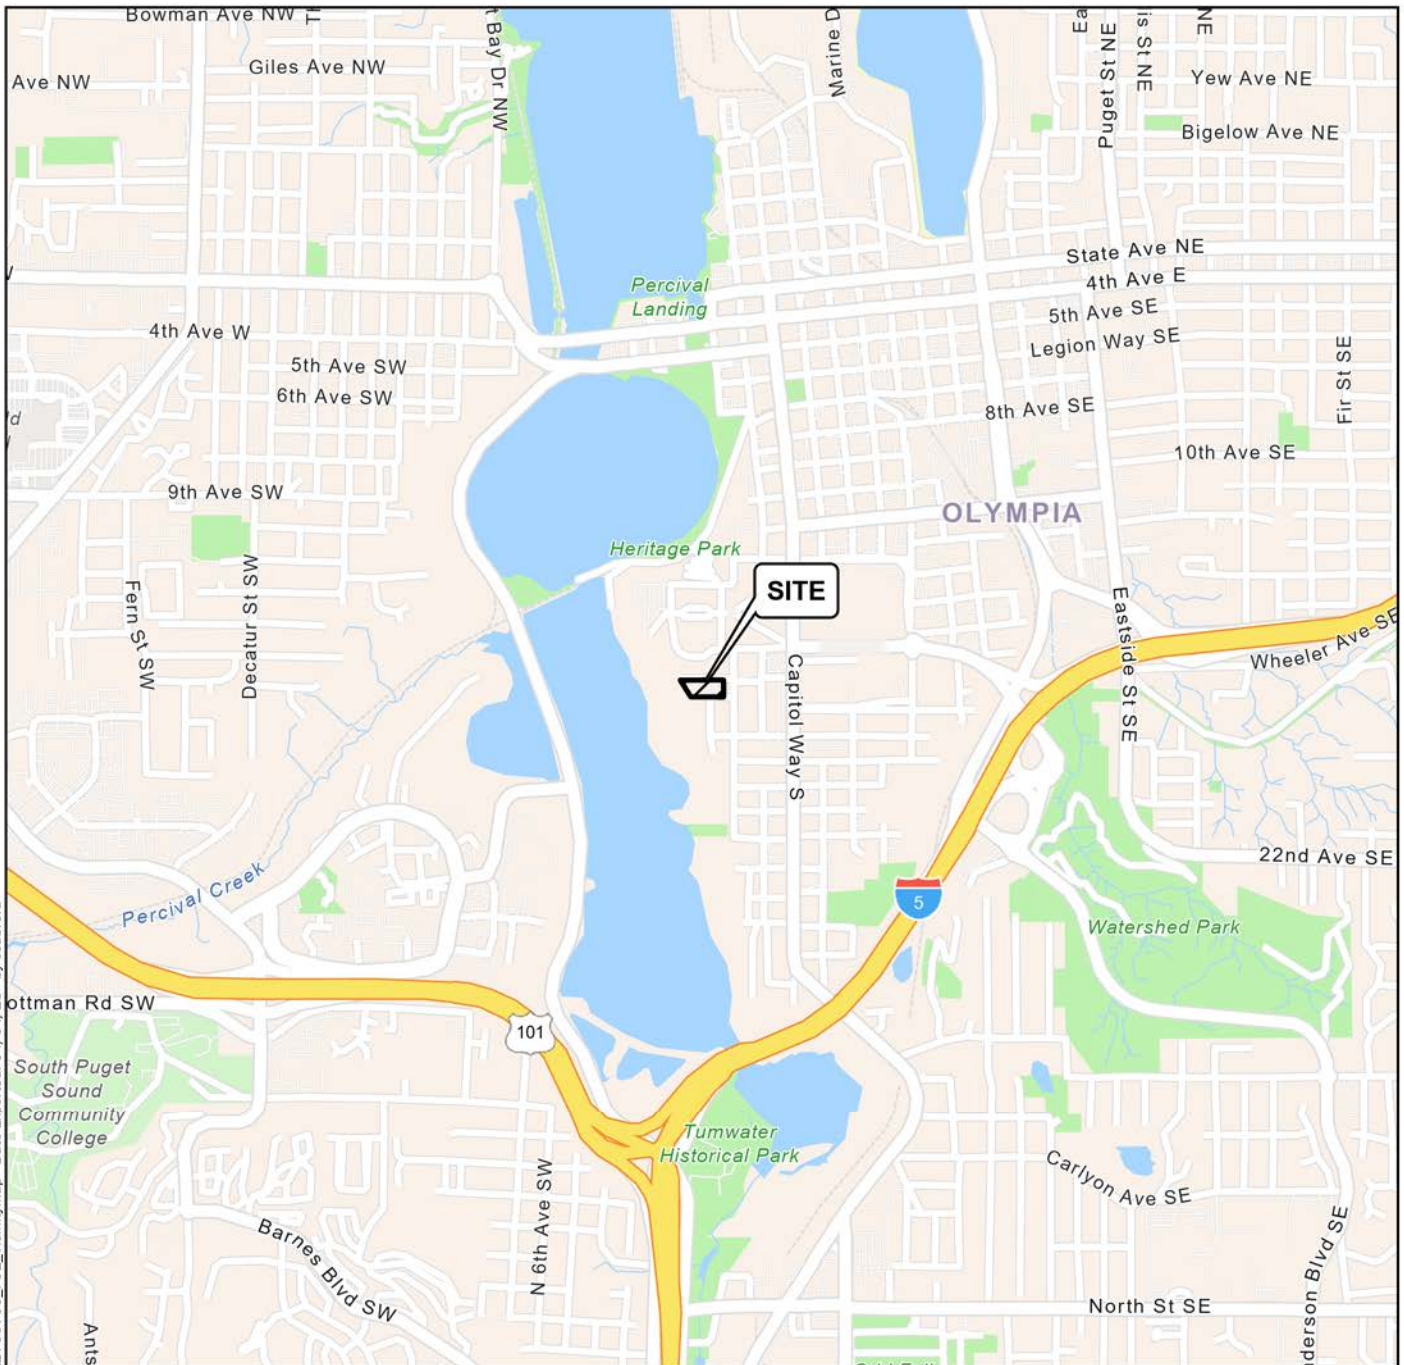 Bowman Ave NW
t Bay Dr NW
Marine D
Ea
Puget St NE
is St NE
NE
Ave NW
Giles Ave NW
Yew Ave NE
Bigelow Ave NE
State Ave NE
4th Ave E
Percival
Landing
5th Ave SE
Legion Way SE
4th Ave W
5th Ave SW
6th Ave SW
Fir St SE
8th Ave SE
10th Ave SE
9th Ave SW
OLYMPIA
Heritage Park
SITE
Fern St SW
Decatur St SW
Capitol Way S
Eastside St SE
Wheeler Ave SE
22nd Ave SE
Percival Creek
5
Watershed Park
ottman Rd SW
101
South Puget
Sound
Community
College
Tumwater
Historical Park
Carlyon Ave SE
N 6th Ave SW
Barnes Blvd SW
North St SE
derson Blvd SE
Ants